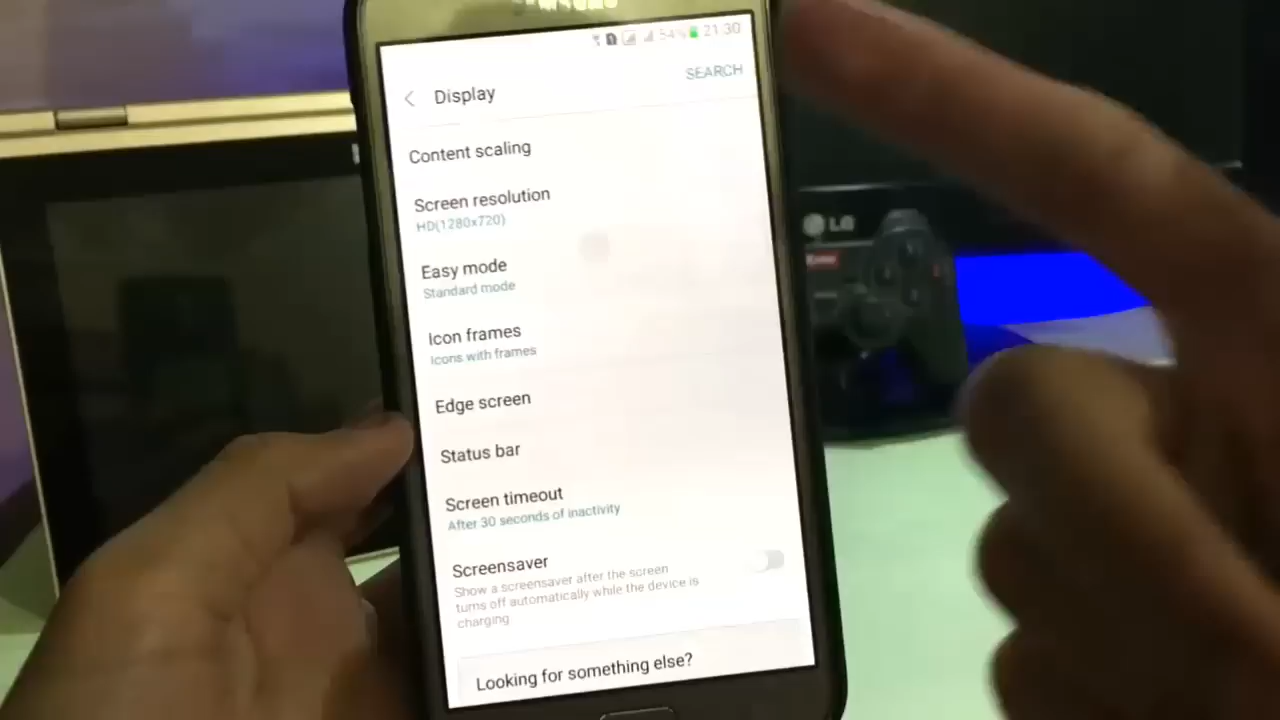 SAMSUNG
54% 21:30
Display
SEARCH
Content scaling
Screen resolution
HD(1280x720)
Easy mode
Standard mode
Icon frames
Icons with frames
Edge screen
Status bar
Screen timeout
After 30 seconds of inactivity
Screensaver
Show a screensaver after the screen
turns off automatically while the device is
charging.
Looking for something else?
LG